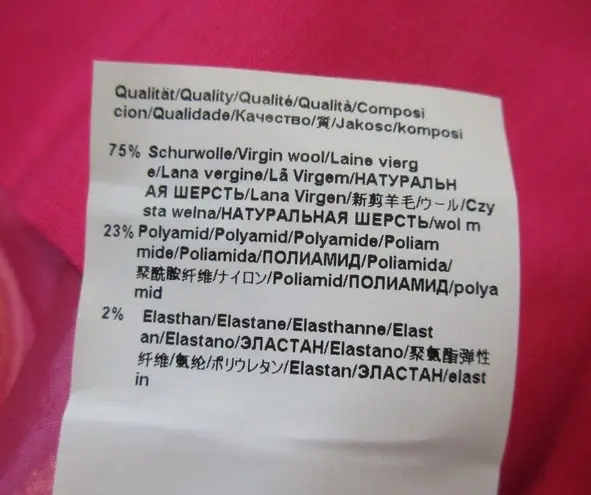 Qualität/Quality/Qualité/Qualità/Composi
cion/Qualidade/Качество/質/Jakosc/komposi
75% Schurwolle/Virgin wool/Laine vierg
e/Lana vergine/Lã Virgem/НАТУРАЛЬН
АЯ ШЕРСТЬ/Lana Virgen/新剪羊毛/ウール/Czy
sta welna/НАТУРАЛЬНАЯ ШЕРСТЬ/wol m
23% Polyamid/Polyamid/Polyamide/Poliam
mide/Poliamida/ПОЛИАМИД/Poliamida/
聚酰胺纤维/ナイロン/Poliamid/ПОЛИАМИД/polya
mid
2% Elasthan/Elastane/Elasthanne/Elast
an/Elastano/ЭЛАСТАН/Elastano/聚氨酯弹性
纤维/氨纶/ポリウレタン/Elastan/ЭЛАСТАН/elast
in